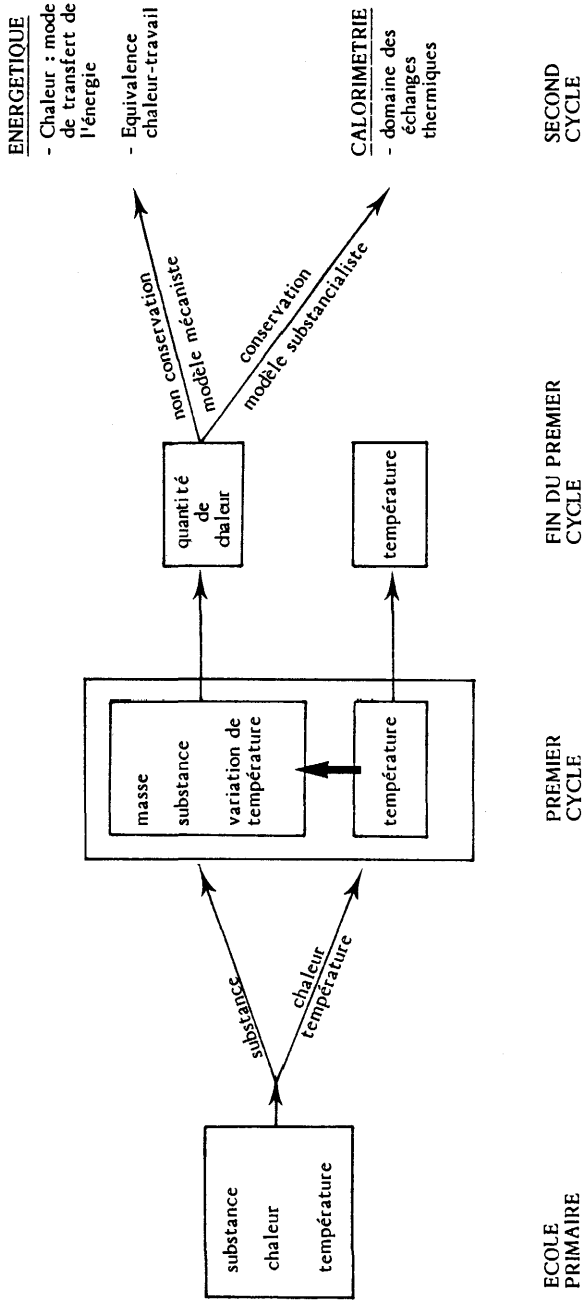 substance
chaleur
température
substance
chaleur
température
masse
substance
variation de
température
température
quantité
de
chaleur
température
non conservation
modèle mécaniste
conservation
modèle substancialiste
ENERGETIQUE
- Chaleur : mode
de transfert de
l'énergie
- Equivalence
chaleur-travail
CALORIMETRIE
- domaine des
échanges
thermiques
ECOLE
PRIMAIRE
PREMIER
CYCLE
FIN DU PREMIER
CYCLE
SECOND
CYCLE